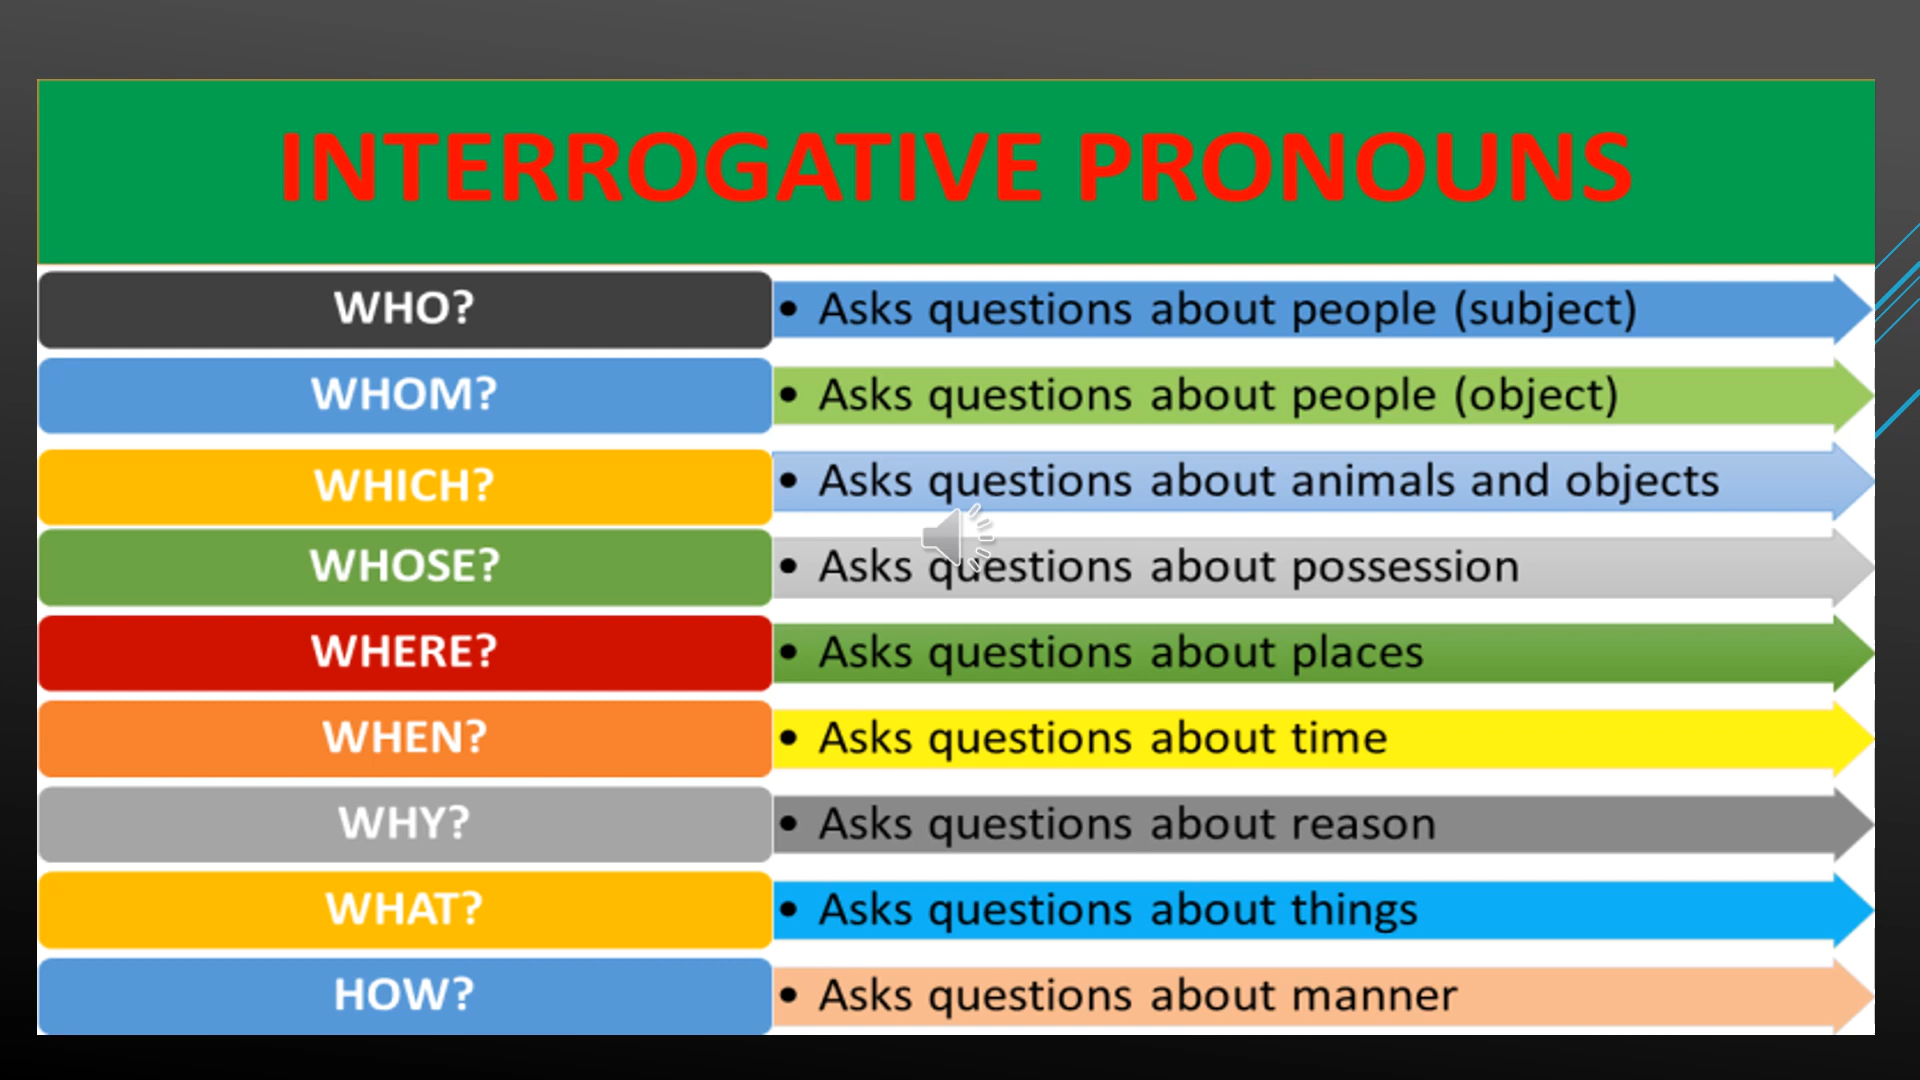 INTERROGATIVE PRONOUNS
WHO?
• Asks questions about people (subject)
WHOM?
• Asks questions about people (object)
WHICH?
• Asks questions about animals and objects
WHOSE?
• Asks questions about possession
WHERE?
• Asks questions about places
WHEN?
• Asks questions about time
WHY?
• Asks questions about reason
WHAT?
• Asks questions about things
HOW?
• Asks questions about manner